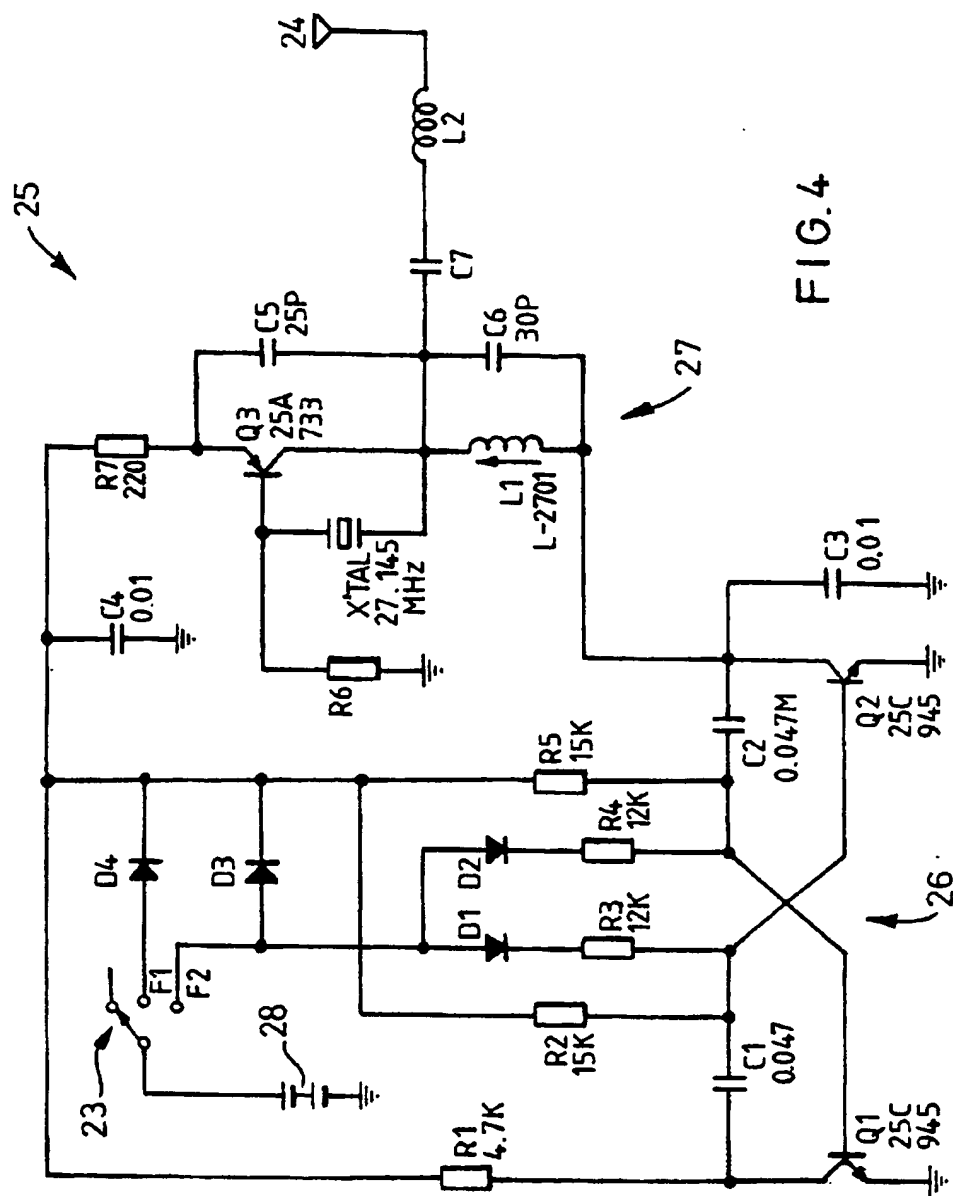 25
24
L2
C7
R7
220
C5
25P
Q3
25A
733
C4
0.01
X'TAL
27.145
MHz
R6
L1
L-2701
C6
30P
27
FIG.4
23
F1
F2
D4
D3
28
D1
D2
R1
4.7K
R2
15K
R3
12K
R4
12K
R5
15K
C1
0.047
C2
0.047M
C3
0.01
Q1
25C
945
26
Q2
25C
945